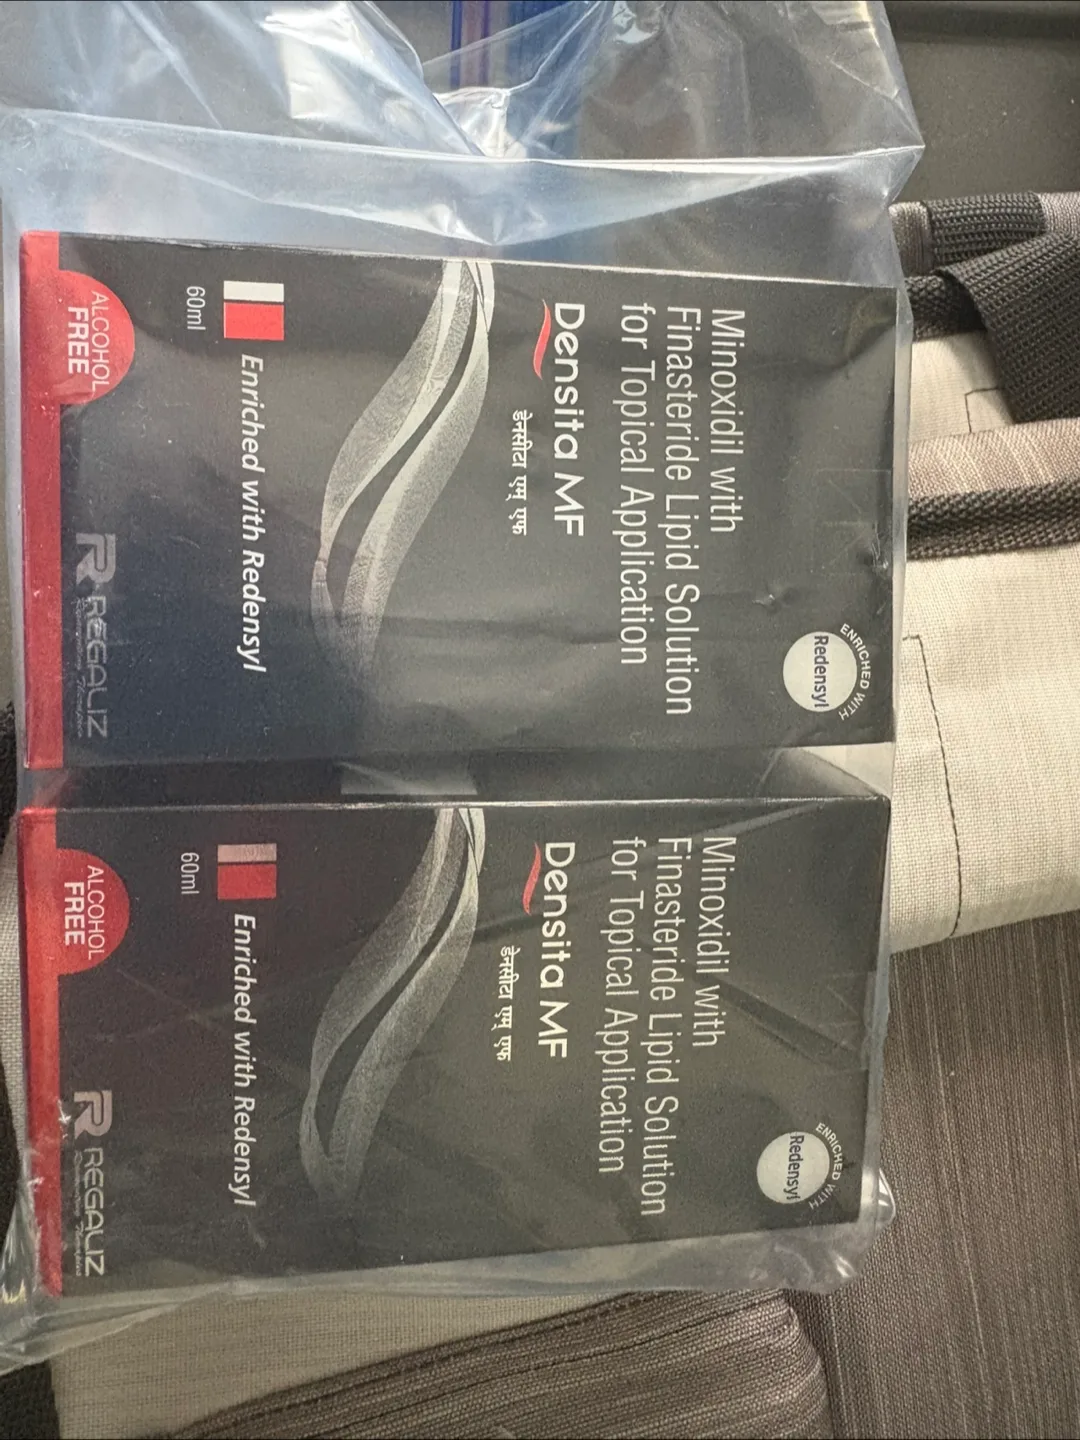 ENRICHED WITH
Redensyl
Minoxidil with
Finasteride Lipid Solution
for Topical Application
Densita MF
डेनसीटा एम् एफ
Enriched with Redensyl
60ml
ALCOHOL
FREE
REGALIZ
ENRICHED WITH
Redensyl
Minoxidil with
Finasteride Lipid Solution
for Topical Application
Densita MF
डेनसीटा एम् एफ
Enriched with Redensyl
60ml
ALCOHOL
FREE
REGALIZ